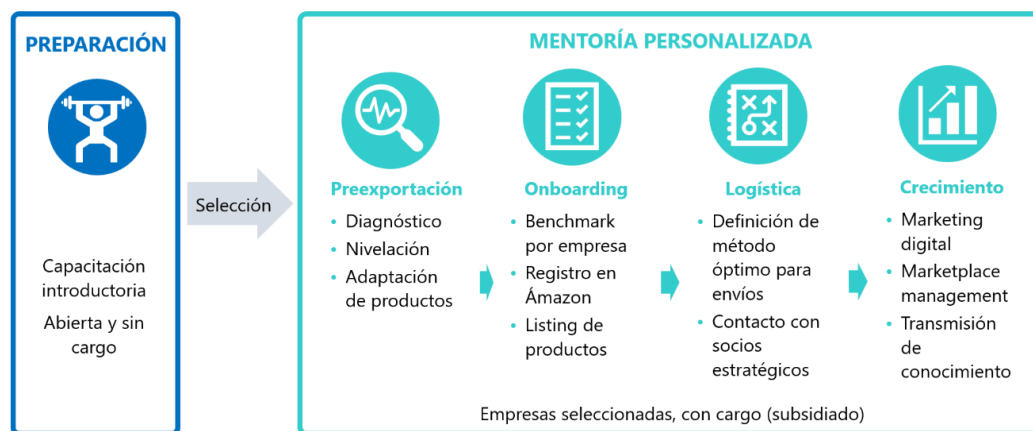 PREPARACIÓN
Capacitación
introductoria
Abierta y sin
cargo
Selección
MENTORÍA PERSONALIZADA
Preexportación
• Diagnóstico
• Nivelación
• Adaptación
de productos
Onboarding
• Benchmark
por empresa
• Registro en
Ámazon
• Listing de
productos
Logística
• Definición de
método
óptimo para
envíos
• Contacto con
socios
estratégicos
Crecimiento
• Marketing
digital
• Marketplace
management
• Transmisión
de
conocimiento
Empresas seleccionadas, con cargo (subsidiado)